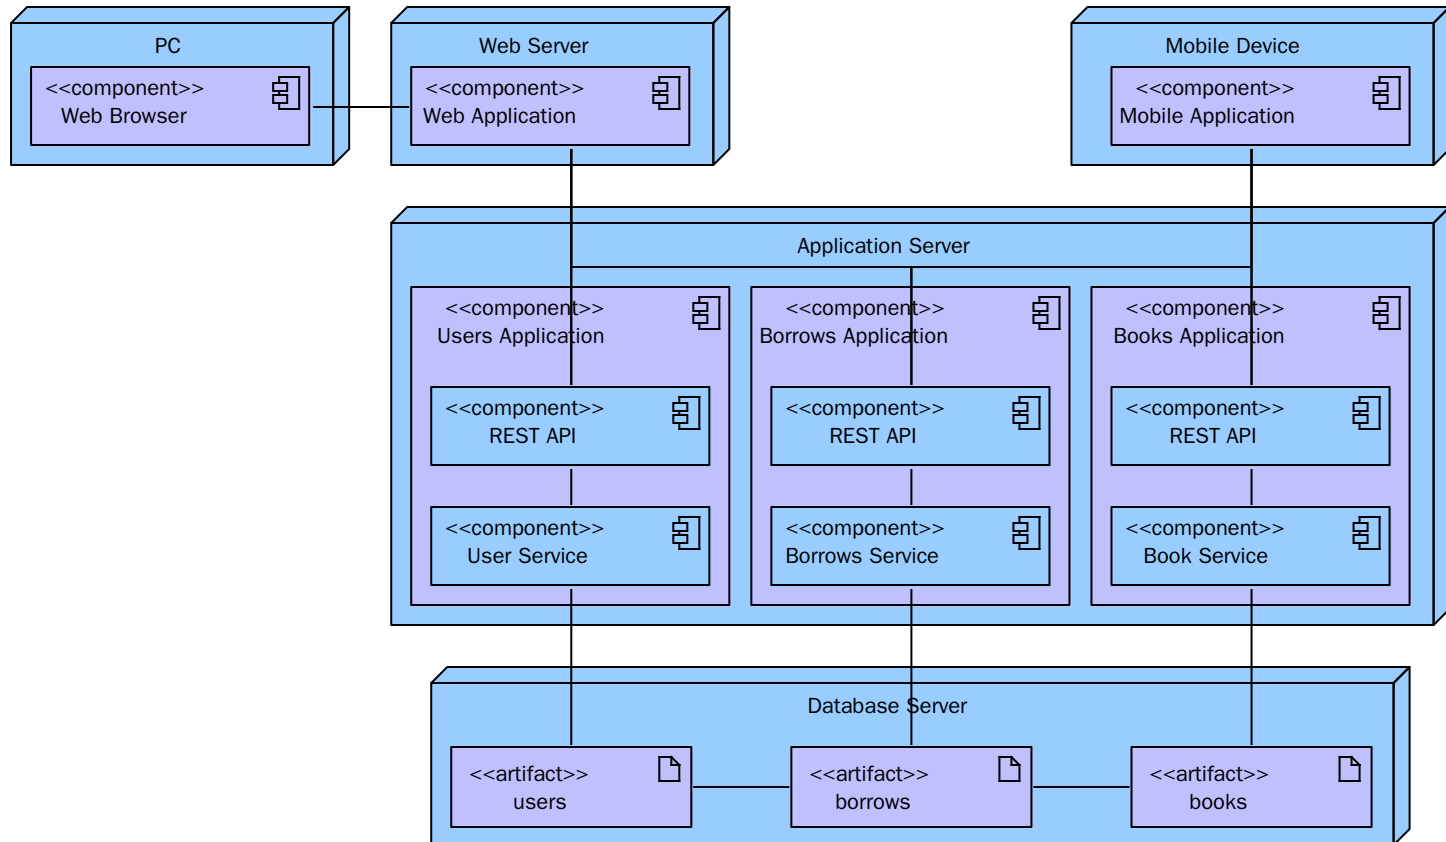 PC
Web Server
Mobile Device
<<component>>
Web Browser
<<component>>
Web Application
<<component>>
Mobile Application
Application Server
<<component>>
Users Application
<<component>>
Borrows Application
<<component>>
Books Application
<<component>>
REST API
<<component>>
REST API
<<component>>
REST API
<<component>>
User Service
<<component>>
Borrows Service
<<component>>
Book Service
Database Server
<<artifact>>
users
<<artifact>>
borrows
<<artifact>>
books